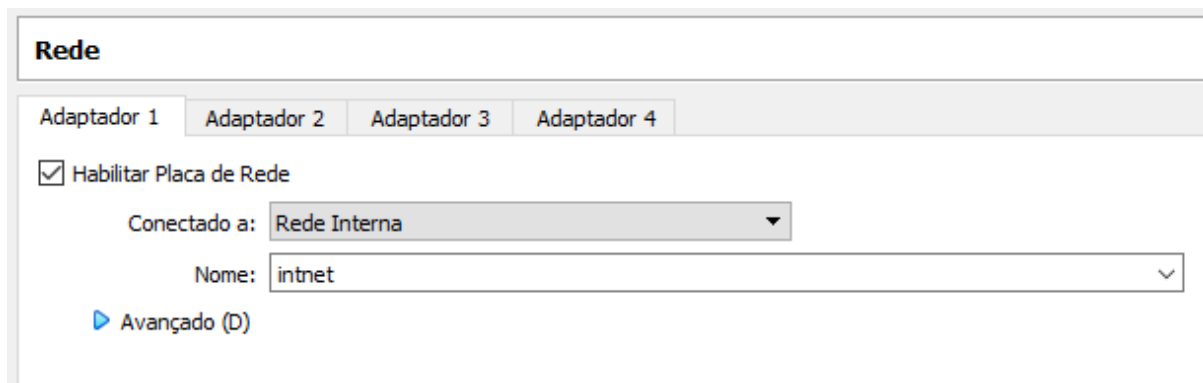 Rede
Adaptador 1 Adaptador 2 Adaptador 3 Adaptador 4
Habilitar Placa de Rede
Conectado a: Rede Interna
Nome: intnet
Avançado (D)